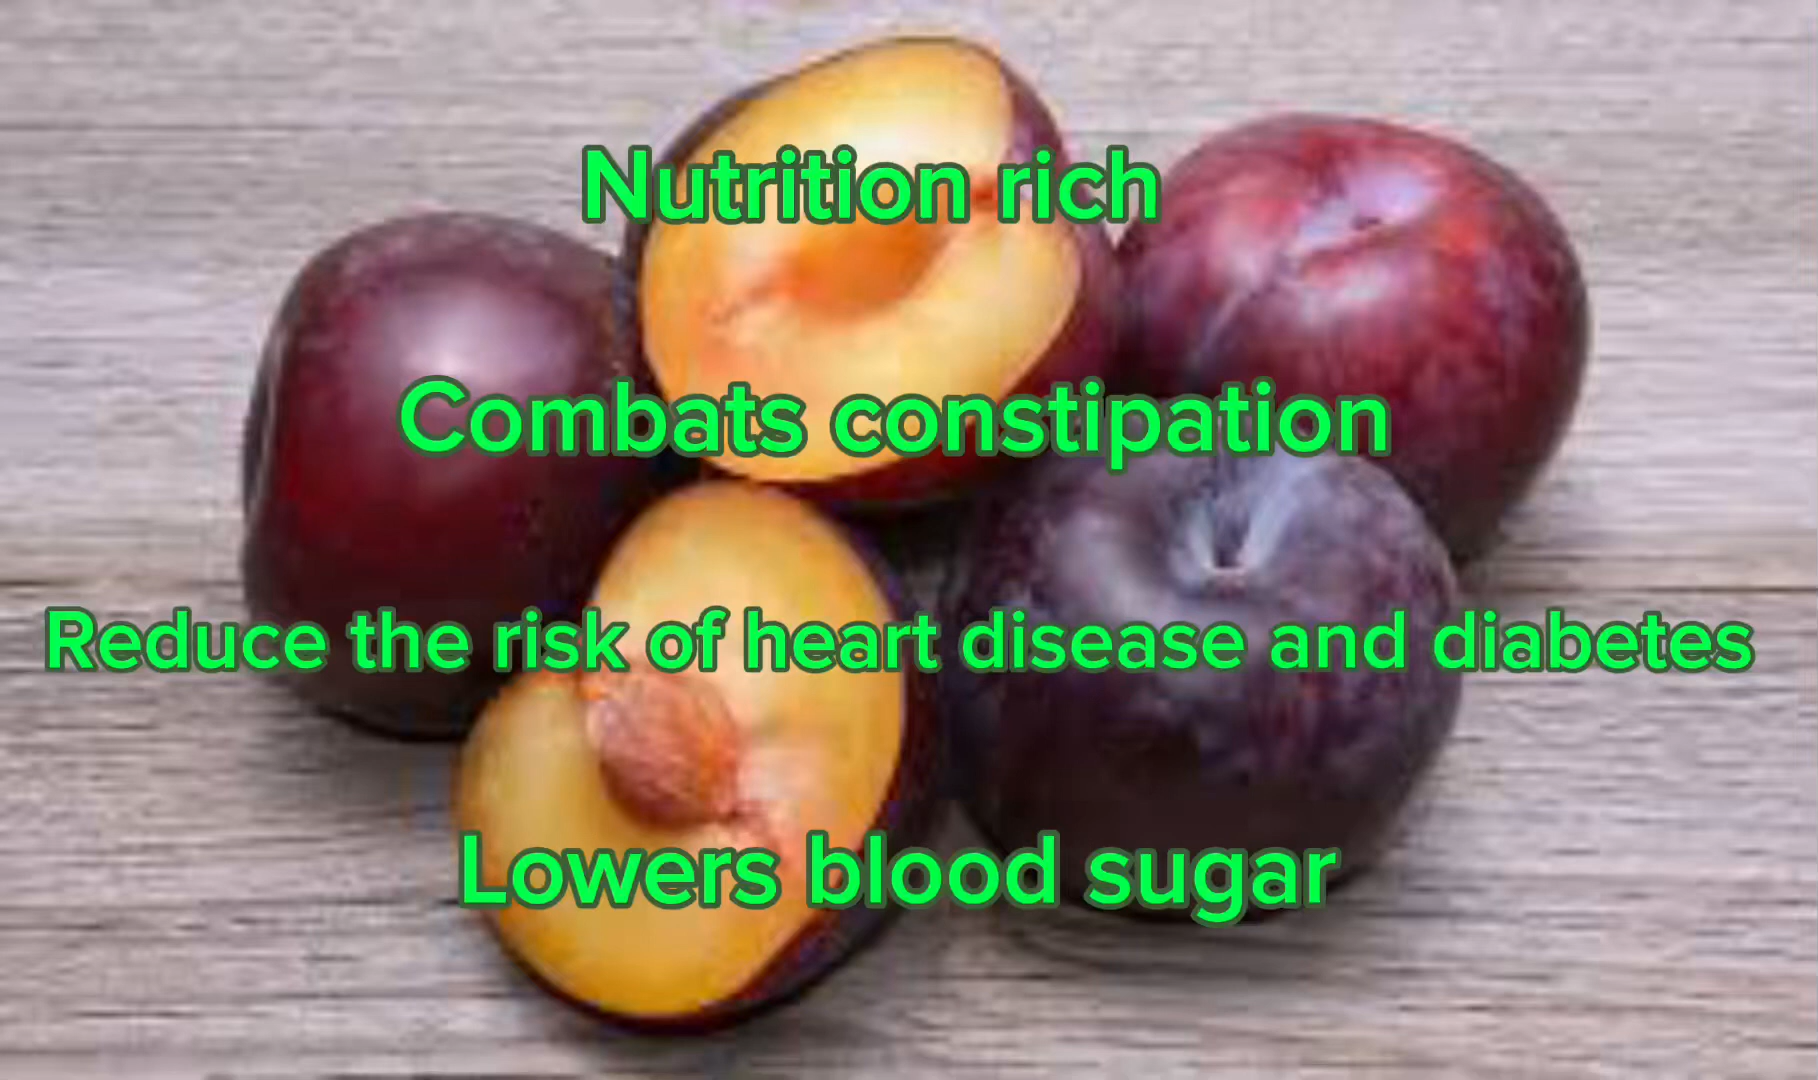 Nutrition rich
Combats constipation
Reduce the risk of heart disease and diabetes
Lowers blood sugar